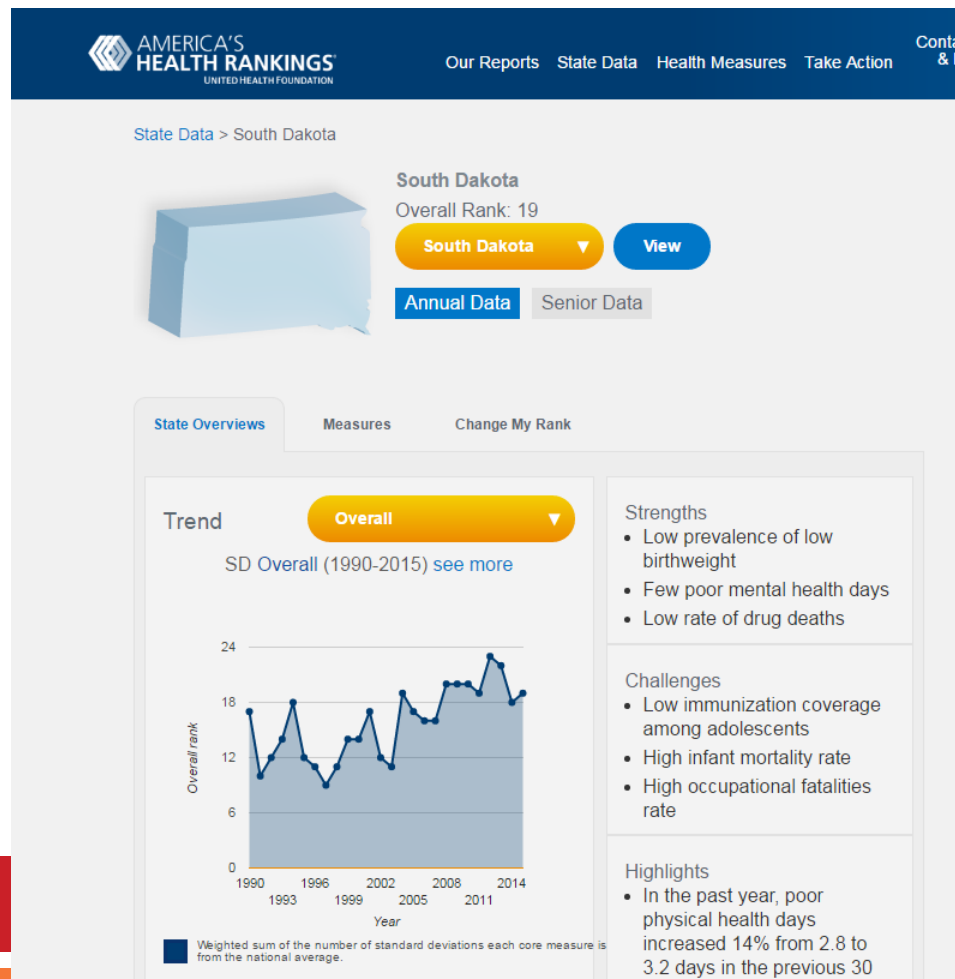 AMERICA'S
HEALTH RANKINGS®
UNITED HEALTH FOUNDATION
Our Reports State Data Health Measures Take Action
State Data > South Dakota
South Dakota
Overall Rank: 19
South Dakota ▼ View
Annual Data Senior Data
State Overviews Measures Change My Rank
Trend Overall ▼
SD Overall (1990-2015) see more
24
18
12
6
0
Overall rank
1990 1996 2002 2008 2014
1993 1999 2005 2011
Year
Weighted sum of the number of standard deviations each core measure is
from the national average.
Strengths
• Low prevalence of low
birthweight
• Few poor mental health days
• Low rate of drug deaths
Challenges
• Low immunization coverage
among adolescents
• High infant mortality rate
• High occupational fatalities
rate
Highlights
• In the past year, poor
physical health days
increased 14% from 2.8 to
3.2 days in the previous 30